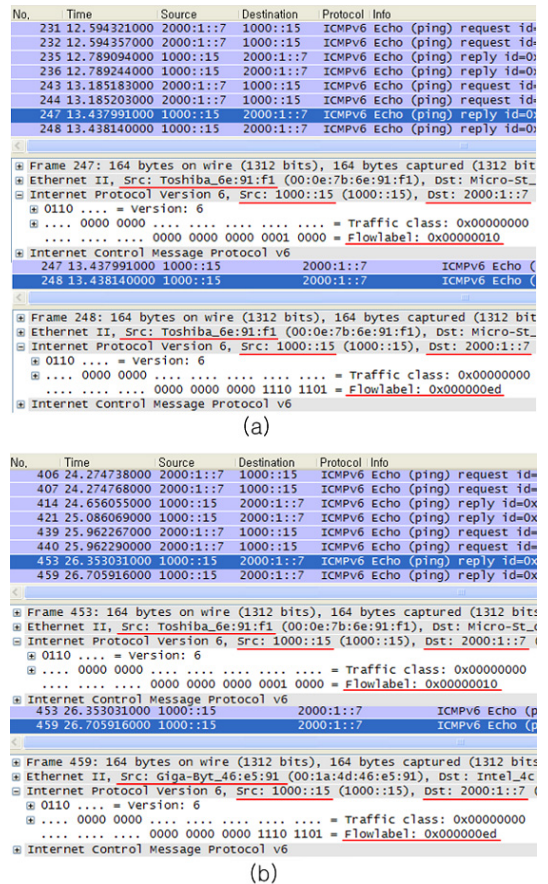 No. Time Source Destination Protocol Info
231 12.594321000 2000:1::7 1000::15 ICMPv6 Echo (ping) request id=
232 12.594357000 2000:1::7 1000::15 ICMPv6 Echo (ping) request id=
235 12.789094000 1000::15 2000:1::7 ICMPv6 Echo (ping) reply id=0x
236 12.789244000 1000::15 2000:1::7 ICMPv6 Echo (ping) reply id=0x
243 13.185183000 2000:1::7 1000::15 ICMPv6 Echo (ping) request id=
244 13.185203000 2000:1::7 1000::15 ICMPv6 Echo (ping) request id=
247 13.437991000 1000::15 2000:1::7 ICMPv6 Echo (ping) reply id=0x
248 13.438140000 1000::15 2000:1::7 ICMPv6 Echo (ping) reply id=0x
Frame 247: 164 bytes on wire (1312 bits), 164 bytes captured (1312 bit
Ethernet II, Src: Toshiba_6e:91:f1 (00:0e:7b:6e:91:f1), Dst: Micro-St_
Internet Protocol Version 6, Src: 1000::15 (1000::15), Dst: 2000:1::7
0110 .... = Version: 6
.... 0000 0000 .... .... .... .... .... = Traffic class: 0x00000000
.... .... .... 0000 0000 0000 0001 0000 = Flowlabel: 0x00000010
Internet Control Message Protocol v6
247 13.437991000 1000::15 2000:1::7 ICMPv6 Echo (
248 13.438140000 1000::15 2000:1::7 ICMPv6 Echo (
Frame 248: 164 bytes on wire (1312 bits), 164 bytes captured (1312 bit
Ethernet II, Src: Toshiba_6e:91:f1 (00:0e:7b:6e:91:f1), Dst: Micro-St_
Internet Protocol Version 6, Src: 1000::15 (1000::15), Dst: 2000:1::7
0110 .... = Version: 6
.... 0000 0000 .... .... .... .... .... = Traffic class: 0x00000000
.... .... .... 0000 0000 0000 1110 1101 = Flowlabel: 0x000000ed
Internet Control Message Protocol v6
(a)
No. Time Source Destination Protocol Info
406 24.274738000 2000:1::7 1000::15 ICMPv6 Echo (ping) request id=
407 24.274768000 2000:1::7 1000::15 ICMPv6 Echo (ping) request id=
414 24.656055000 1000::15 2000:1::7 ICMPv6 Echo (ping) reply id=0x
421 25.086069000 1000::15 2000:1::7 ICMPv6 Echo (ping) reply id=0x
439 25.962267000 2000:1::7 1000::15 ICMPv6 Echo (ping) request id=
440 25.962290000 2000:1::7 1000::15 ICMPv6 Echo (ping) request id=
453 26.353031000 1000::15 2000:1::7 ICMPv6 Echo (ping) reply id=0x
459 26.705916000 1000::15 2000:1::7 ICMPv6 Echo (ping) reply id=0x
Frame 453: 164 bytes on wire (1312 bits), 164 bytes captured (1312 bits
Ethernet II, Src: Toshiba_6e:91:f1 (00:0e:7b:6e:91:f1), Dst: Micro-St_c
Internet Protocol Version 6, Src: 1000::15 (1000::15), Dst: 2000:1::7 (
0110 .... = Version: 6
.... 0000 0000 .... .... .... .... .... = Traffic class: 0x00000000
.... .... .... 0000 0000 0000 0001 0000 = Flowlabel: 0x00000010
Internet Control Message Protocol v6
453 26.353031000 1000::15 2000:1::7 ICMPv6 Echo (p
459 26.705916000 1000::15 2000:1::7 ICMPv6 Echo (p
Frame 459: 164 bytes on wire (1312 bits), 164 bytes captured (1312 bits
Ethernet II, Src: Giga-Byt_46:e5:91 (00:1a:4d:46:e5:91), Dst: Intel_4c
Internet Protocol Version 6, Src: 1000::15 (1000::15), Dst: 2000:1::7 (
0110 .... = Version: 6
.... 0000 0000 .... .... .... .... .... = Traffic class: 0x00000000
.... .... .... 0000 0000 0000 1110 1101 = Flowlabel: 0x000000ed
Internet Control Message Protocol v6
(b)